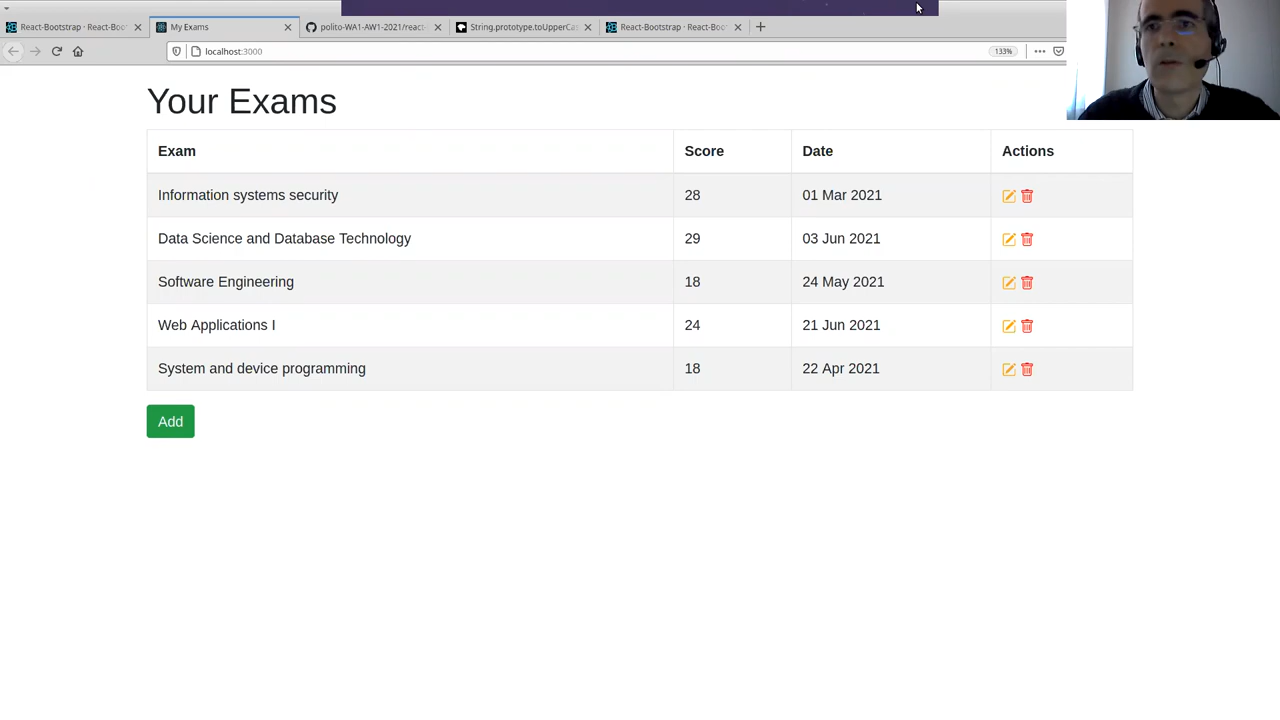 React-Bootstrap · React-Boo
My Exams
polito-WA1-AW1-2021/react-
String.prototype.toUpperCa
React-Bootstrap · React-Boo
localhost:3000
133%
Your Exams
Exam Score Date Actions
Information systems security 28 01 Mar 2021
Data Science and Database Technology 29 03 Jun 2021
Software Engineering 18 24 May 2021
Web Applications I 24 21 Jun 2021
System and device programming 18 22 Apr 2021
Add